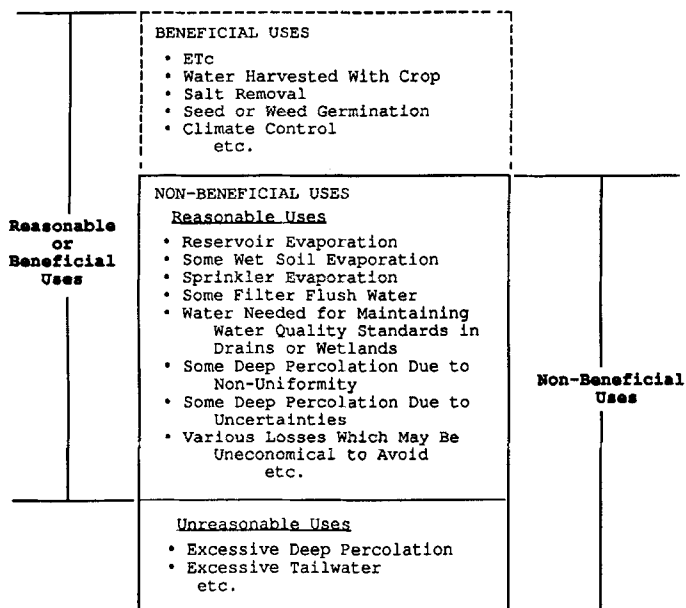 BENEFICIAL USES
• ETc
• Water Harvested With Crop
• Salt Removal
• Seed or Weed Germination
• Climate Control
etc.
NON-BENEFICIAL USES
Reasonable Uses
• Reservoir Evaporation
• Some Wet Soil Evaporation
• Sprinkler Evaporation
• Some Filter Flush Water
• Water Needed for Maintaining
Water Quality Standards in
Drains or Wetlands
• Some Deep Percolation Due to
Non-Uniformity
• Some Deep Percolation Due to
Uncertainties
• Various Losses Which May Be
Uneconomical to Avoid
etc.
Unreasonable Uses
• Excessive Deep Percolation
• Excessive Tailwater
etc.
Reasonable
or
Beneficial
Uses
Non-Beneficial
Uses